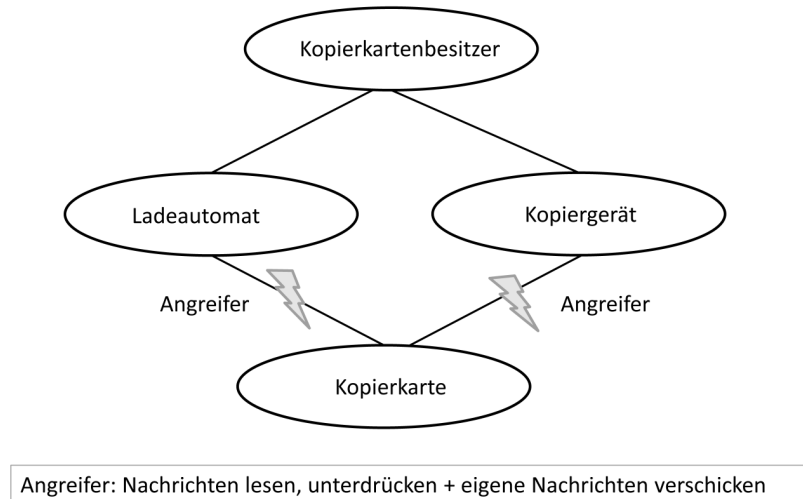 Kopierkartenbesitzer
Ladeautomat
Kopiergerät
Angreifer
Angreifer
Kopierkarte
Angreifer: Nachrichten lesen, unterdrücken + eigene Nachrichten verschicken